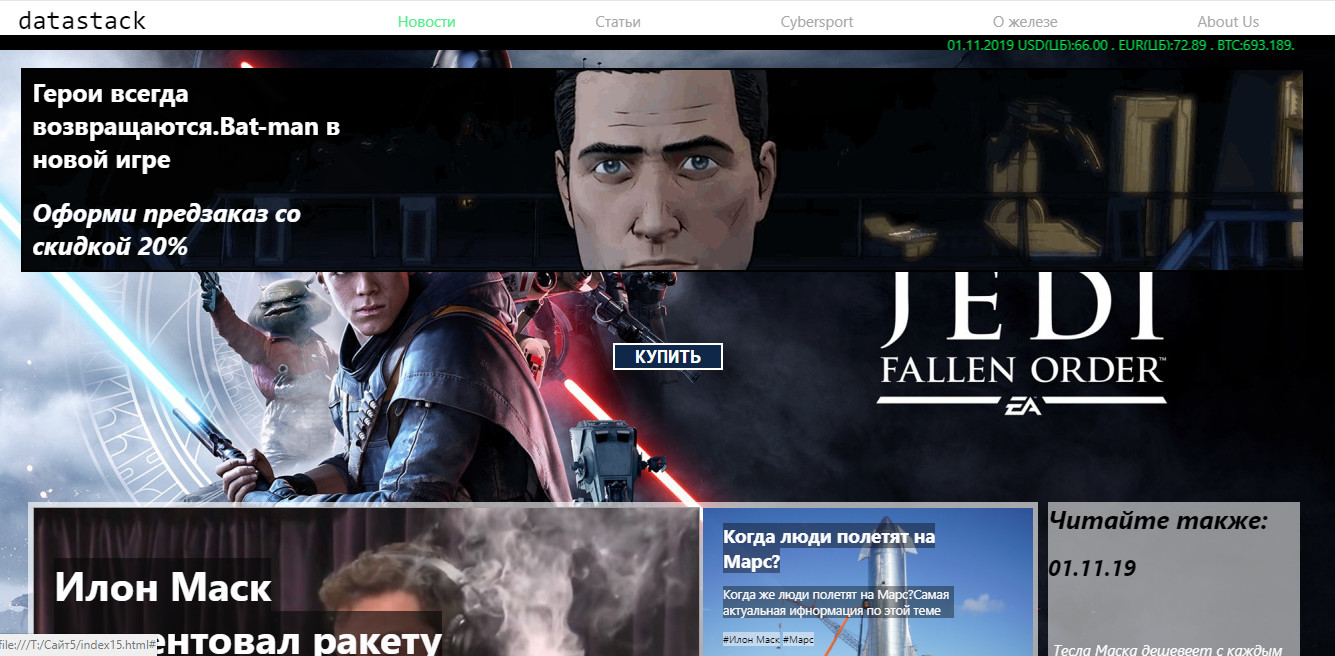 datastack
Новости
Статьи
Cybersport
О железе
About Us
01.11.2019 USD(ЦБ):66.00 . EUR(ЦБ):72.89 . BTC:693.189.
Герои всегда
возвращаются.Bat-man в
новой игре
Оформи предзаказ со
скидкой 20%
JEDI
FALLEN ORDER™
EA
КУПИТЬ
Илон Маск
ентовал ракету
Когда люди полетят на
Марс?
Когда же люди полетят на Марс?Самая
актуальная ифнормация по этой теме
#Илон Маск #Марс
Читайте также:
01.11.19
Тесла Маска дешевеет с каждым
file:///T:/Сайт5/index15.html#